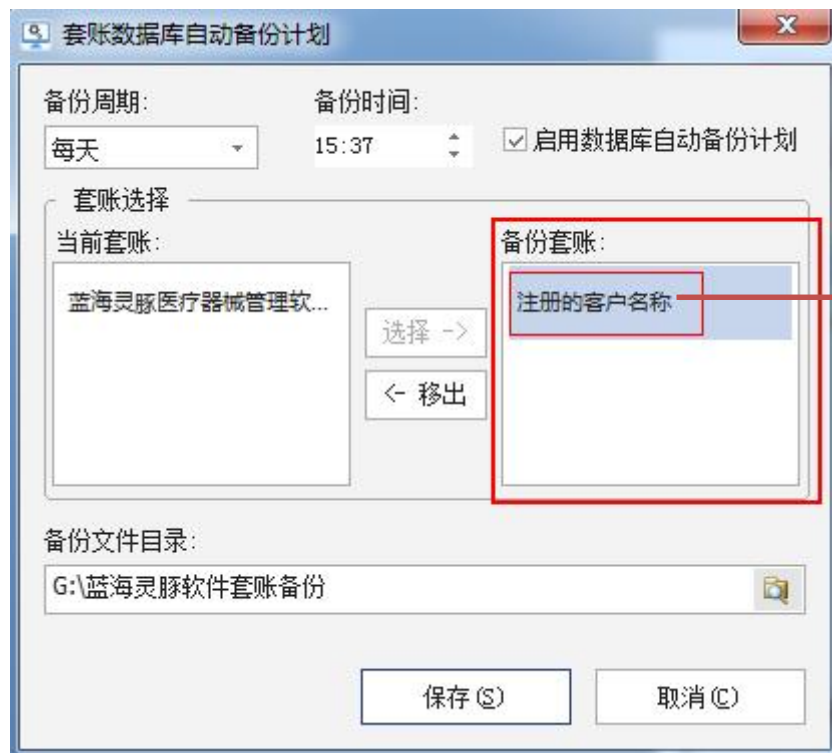 套账数据库自动备份计划
备份周期: 备份时间:
每天 15:37 启用数据库自动备份计划
套账选择
当前套账: 备份套账:
蓝海灵豚医疗器械管理软... 注册的客户名称
选择 ->
<- 移出
备份文件目录:
G:\蓝海灵豚软件套账备份
保存(S) 取消(C)